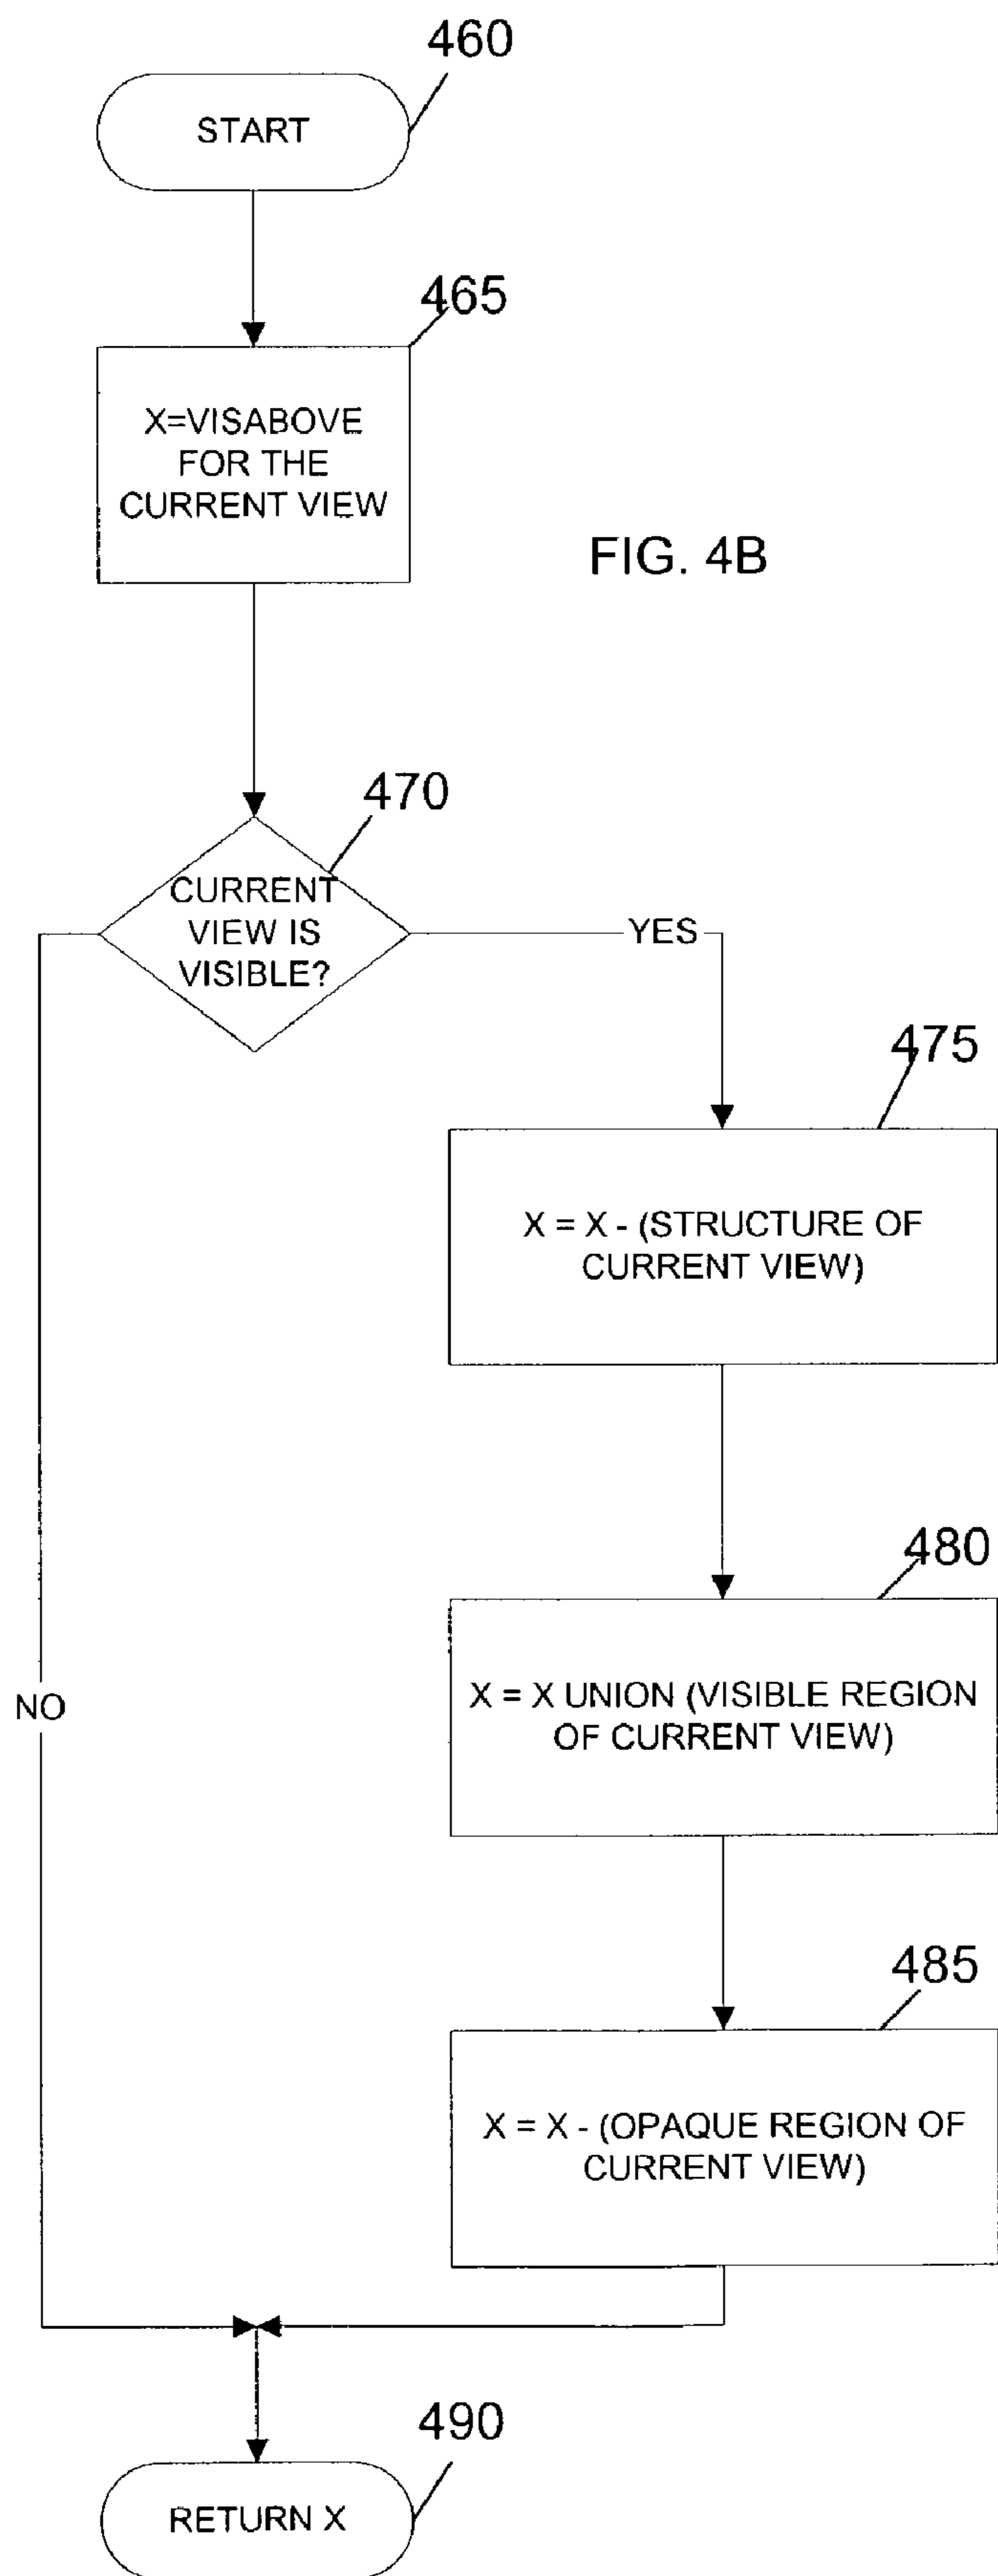 460
START
465
X=VISABOVE
FOR THE
CURRENT VIEW
FIG. 4B
470
CURRENT
VIEW IS
VISIBLE?
YES
475
X = X - (STRUCTURE OF
CURRENT VIEW)
480
X = X UNION (VISIBLE REGION
OF CURRENT VIEW)
NO
485
X = X - (OPAQUE REGION OF
CURRENT VIEW)
490
RETURN X